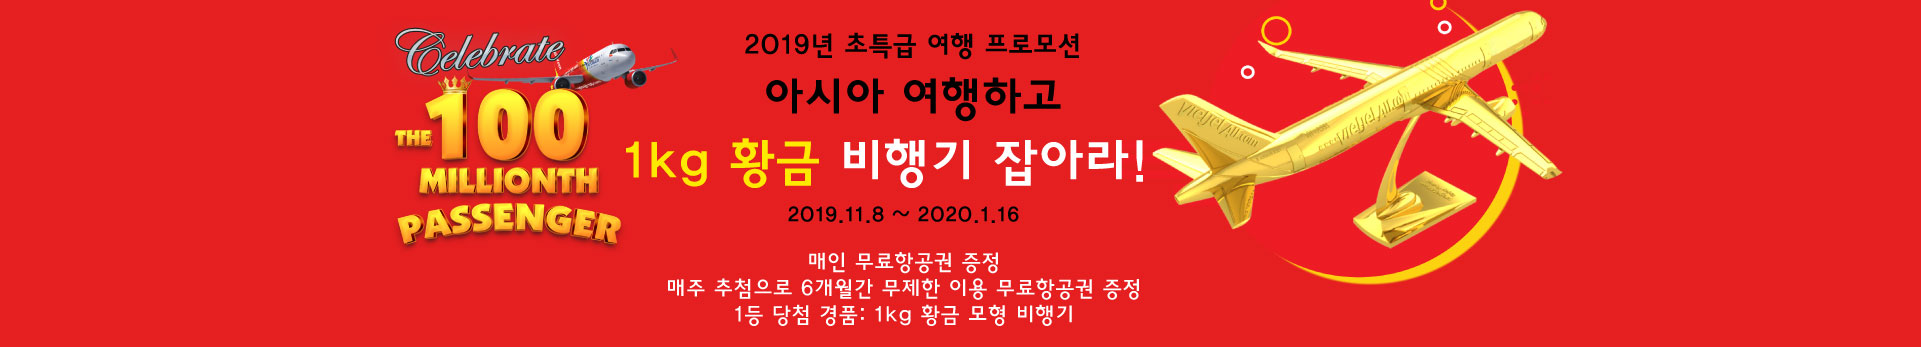 Celebrate
THE 100
MILLIONTH
PASSENGER
2019년 초특급 여행 프로모션
아시아 여행하고
1kg 황금 비행기 잡아라!
2019.11.8 ~ 2020.1.16
매인 무료항공권 증정
매주 추첨으로 6개월간 무제한 이용 무료항공권 증정
1등 당첨 경품: 1kg 황금 모형 비행기
VietjetAir.com
VietjetAir.com